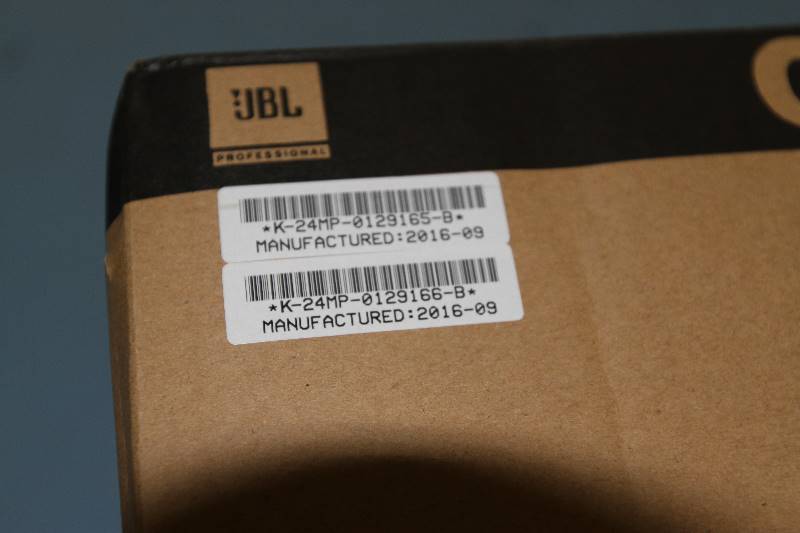 JBL
PROFESSIONAL
*K-24MP-0129165-B*
MANUFACTURED:2016-09
*K-24MP-0129166-B*
MANUFACTURED:2016-09